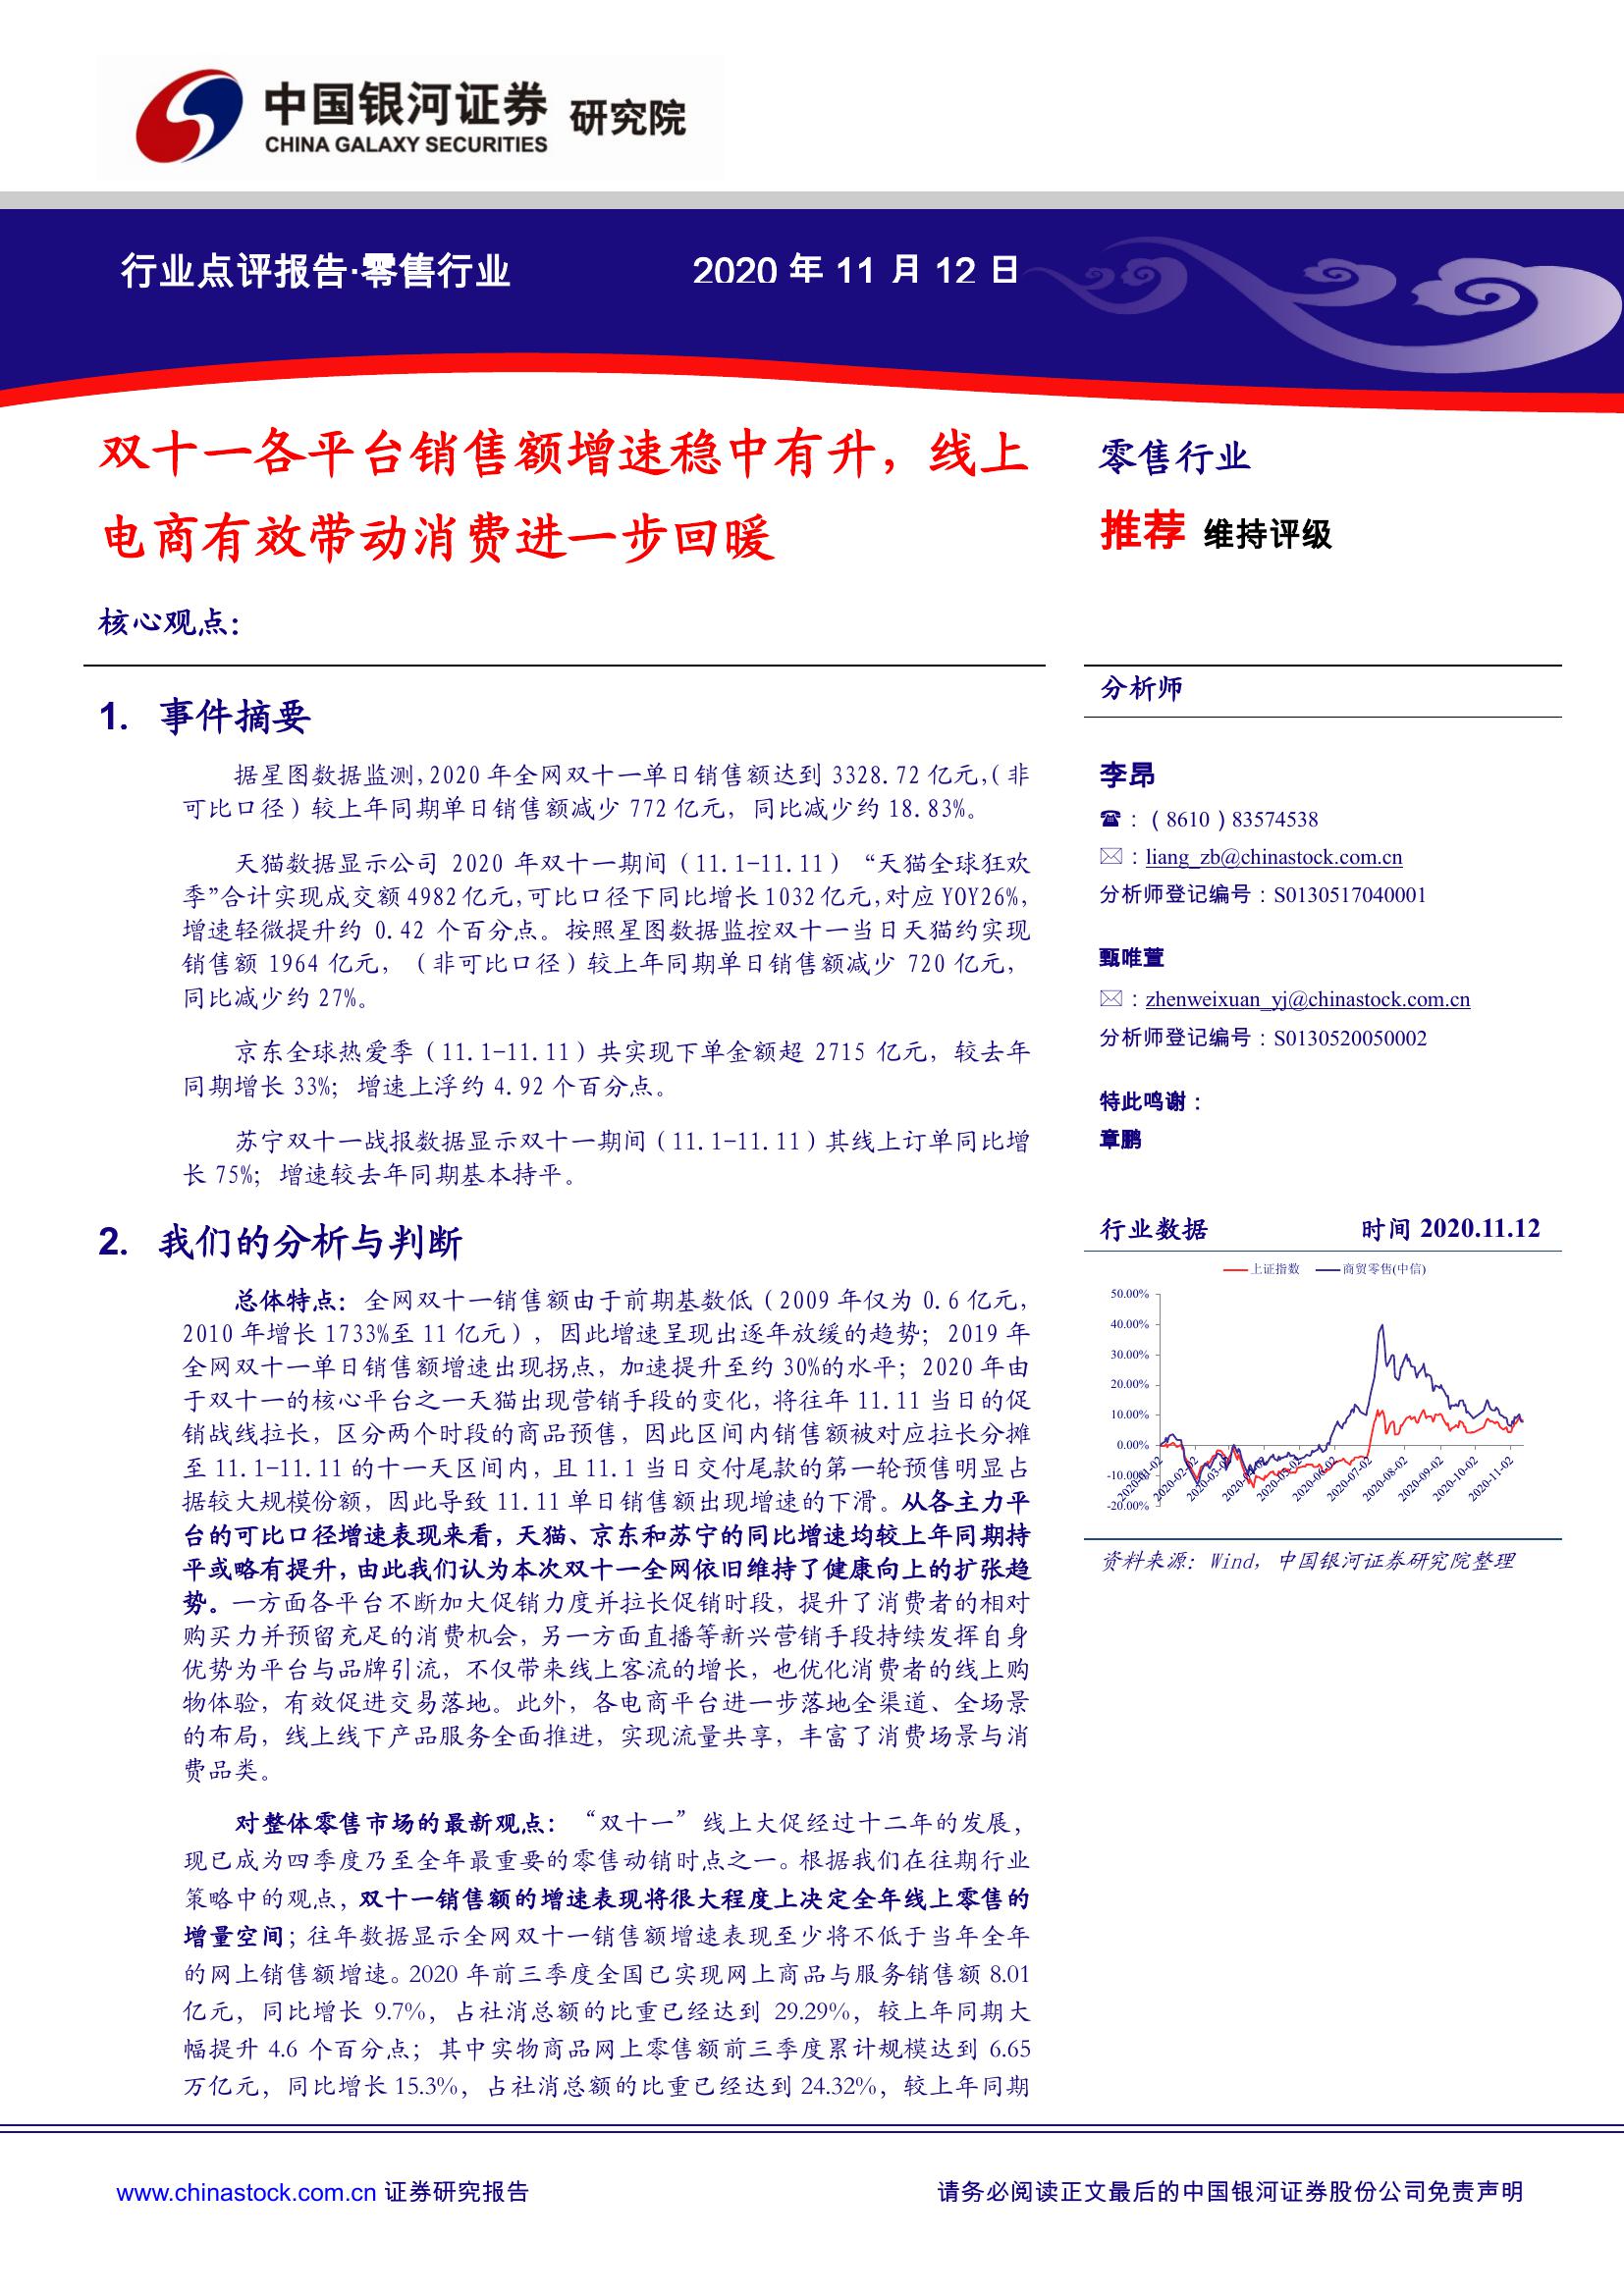 中国银河证券 研究院
CHINA GALAXY SECURITIES
行业点评报告·零售行业 2020 年 11 月 12 日
双十一各平台销售额增速稳中有升，线上
电商有效带动消费进一步回暖
核心观点：
1. 事件摘要
据星图数据监测,2020 年全网双十一单日销售额达到 3328.72 亿元,（非
可比口径）较上年同期单日销售额减少 772 亿元，同比减少约 18.83%。
天猫数据显示公司 2020 年双十一期间（11.1-11.11）“天猫全球狂欢
季”合计实现成交额 4982 亿元,可比口径下同比增长 1032 亿元,对应 YOY26%,
增速轻微提升约 0.42 个百分点。按照星图数据监控双十一当日天猫约实现
销售额 1964 亿元，（非可比口径）较上年同期单日销售额减少 720 亿元，
同比减少约 27%。
京东全球热爱季（11.1-11.11）共实现下单金额超 2715 亿元，较去年
同期增长 33%；增速上浮约 4.92 个百分点。
苏宁双十一战报数据显示双十一期间（11.1-11.11）其线上订单同比增
长 75%；增速较去年同期基本持平。
2. 我们的分析与判断
总体特点：全网双十一销售额由于前期基数低（2009 年仅为 0.6 亿元，
2010 年增长 1733%至 11 亿元），因此增速呈现出逐年放缓的趋势；2019 年
全网双十一单日销售额增速出现拐点，加速提升至约 30%的水平；2020 年由
于双十一的核心平台之一天猫出现营销手段的变化，将往年 11.11 当日的促
销战线拉长，区分两个时段的商品预售，因此区间内销售额被对应拉长分摊
至 11.1-11.11 的十一天区间内，且 11.1 当日交付尾款的第一轮预售明显占
据较大规模份额，因此导致 11.11 单日销售额出现增速的下滑。从各主力平
台的可比口径增速表现来看，天猫、京东和苏宁的同比增速均较上年同期持
平或略有提升，由此我们认为本次双十一全网依旧维持了健康向上的扩张趋
势。一方面各平台不断加大促销力度并拉长促销时段，提升了消费者的相对
购买力并预留充足的消费机会，另一方面直播等新兴营销手段持续发挥自身
优势为平台与品牌引流，不仅带来线上客流的增长，也优化消费者的线上购
物体验，有效促进交易落地。此外，各电商平台进一步落地全渠道、全场景
的布局，线上线下产品服务全面推进，实现流量共享，丰富了消费场景与消
费品类。
对整体零售市场的最新观点：“双十一”线上大促经过十二年的发展，
现已成为四季度乃至全年最重要的零售动销时点之一。根据我们在往期行业
策略中的观点，双十一销售额的增速表现将很大程度上决定全年线上零售的
增量空间；往年数据显示全网双十一销售额增速表现至少将不低于当年全年
的网上销售额增速。2020 年前三季度全国已实现网上商品与服务销售额 8.01
亿元，同比增长 9.7%，占社消总额的比重已经达到 29.29%，较上年同期大
幅提升 4.6 个百分点；其中实物商品网上零售额前三季度累计规模达到 6.65
万亿元，同比增长 15.3%，占社消总额的比重已经达到 24.32%，较上年同期
零售行业
推荐 维持评级
分析师
李昂
☎：（8610）83574538
✉：liang_zb@chinastock.com.cn
分析师登记编号：S0130517040001
甄唯萱
✉：zhenweixuan_yj@chinastock.com.cn
分析师登记编号：S0130520050002
特此鸣谢：
章鹏
行业数据 时间 2020.11.12
上证指数 商贸零售(中信)
50.00%
40.00%
30.00%
20.00%
10.00%
0.00%
-10.00%
-20.00%
2020-01-02 2020-02-02 2020-03-02 2020-04-02 2020-05-02 2020-06-02 2020-07-02 2020-08-02 2020-09-02 2020-10-02 2020-11-02
资料来源：Wind，中国银河证券研究院整理
www.chinastock.com.cn 证券研究报告 请务必阅读正文最后的中国银河证券股份公司免责声明